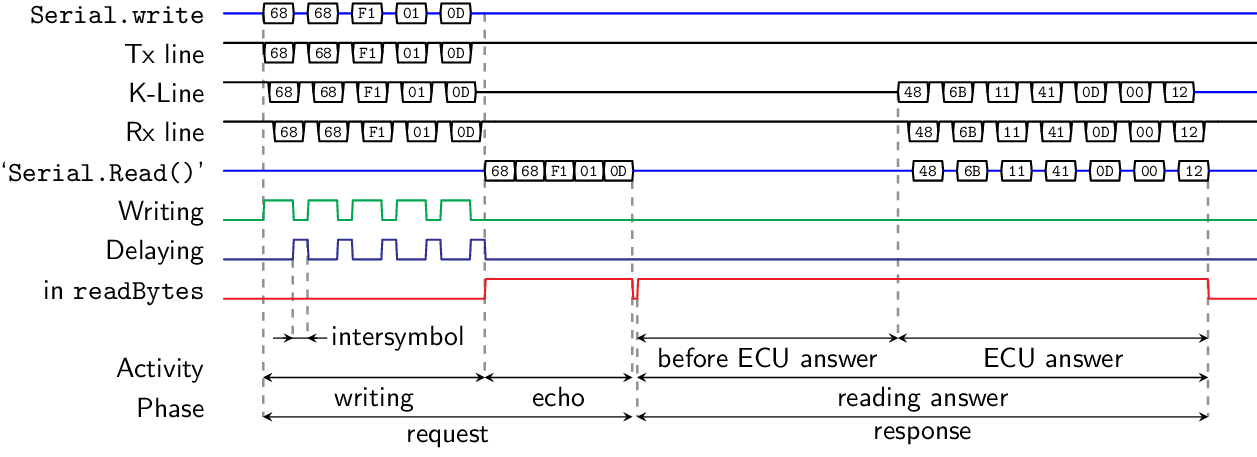 Serial.write 68 68 F1 01 0D
Tx line 68 68 F1 01 0D
K-Line 68 68 F1 01 0D 48 6B 11 41 0D 00 12
Rx line 68 68 F1 01 0D 48 6B 11 41 0D 00 12
‘Serial.Read()’ 68 68 F1 01 0D 48 6B 11 41 0D 00 12
Writing
Delaying
in readBytes
intersymbol
before ECU answer ECU answer
Activity
writing echo reading answer
Phase
request response